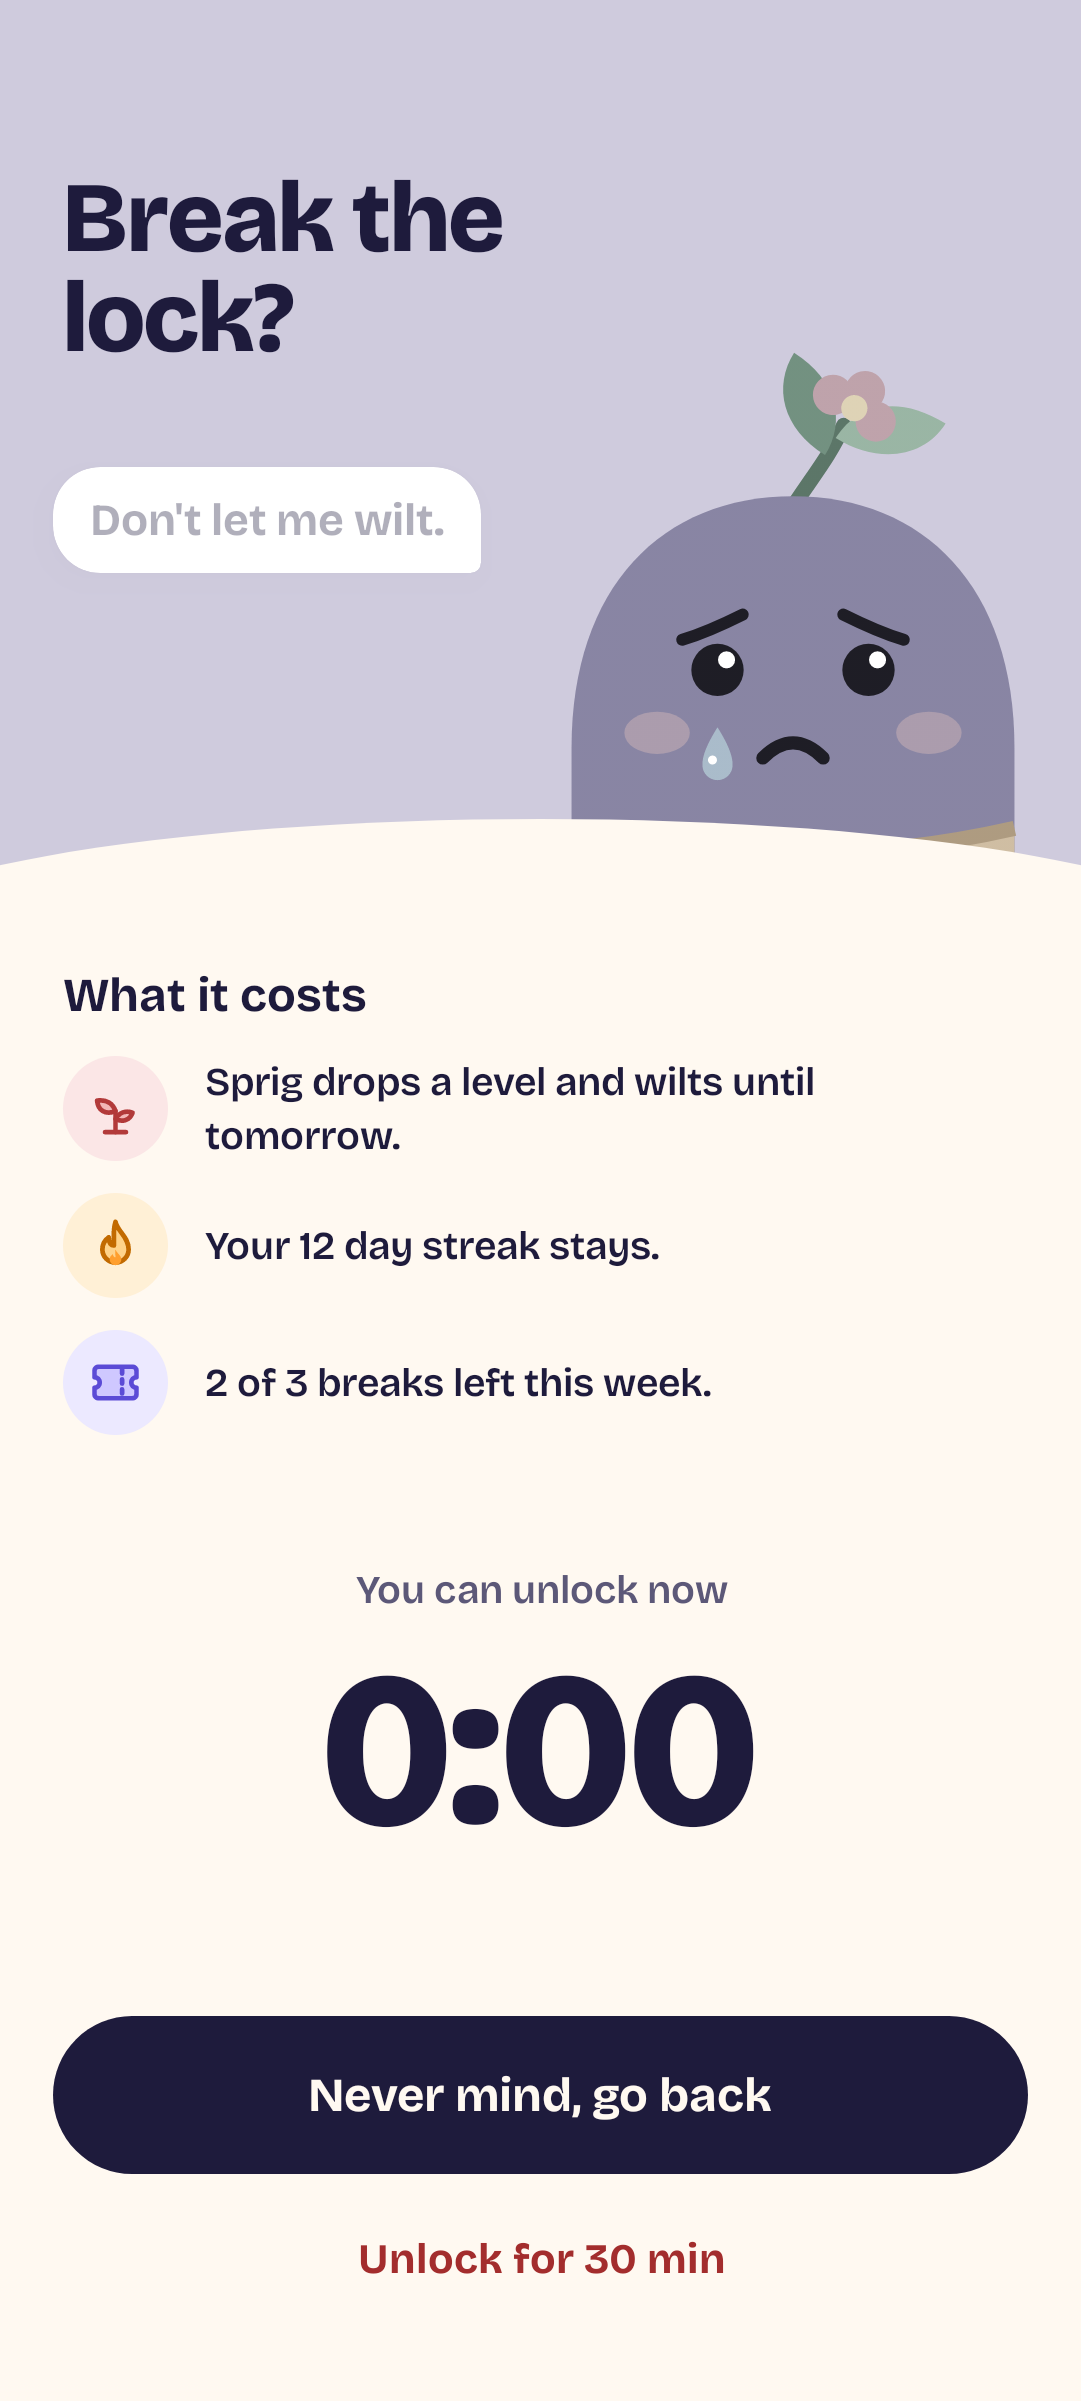 Break the
lock?
Don't let me wilt.
What it costs
Sprig drops a level and wilts until
tomorrow.
Your 12 day streak stays.
2 of 3 breaks left this week.
You can unlock now
0:00
Never mind, go back
Unlock for 30 min